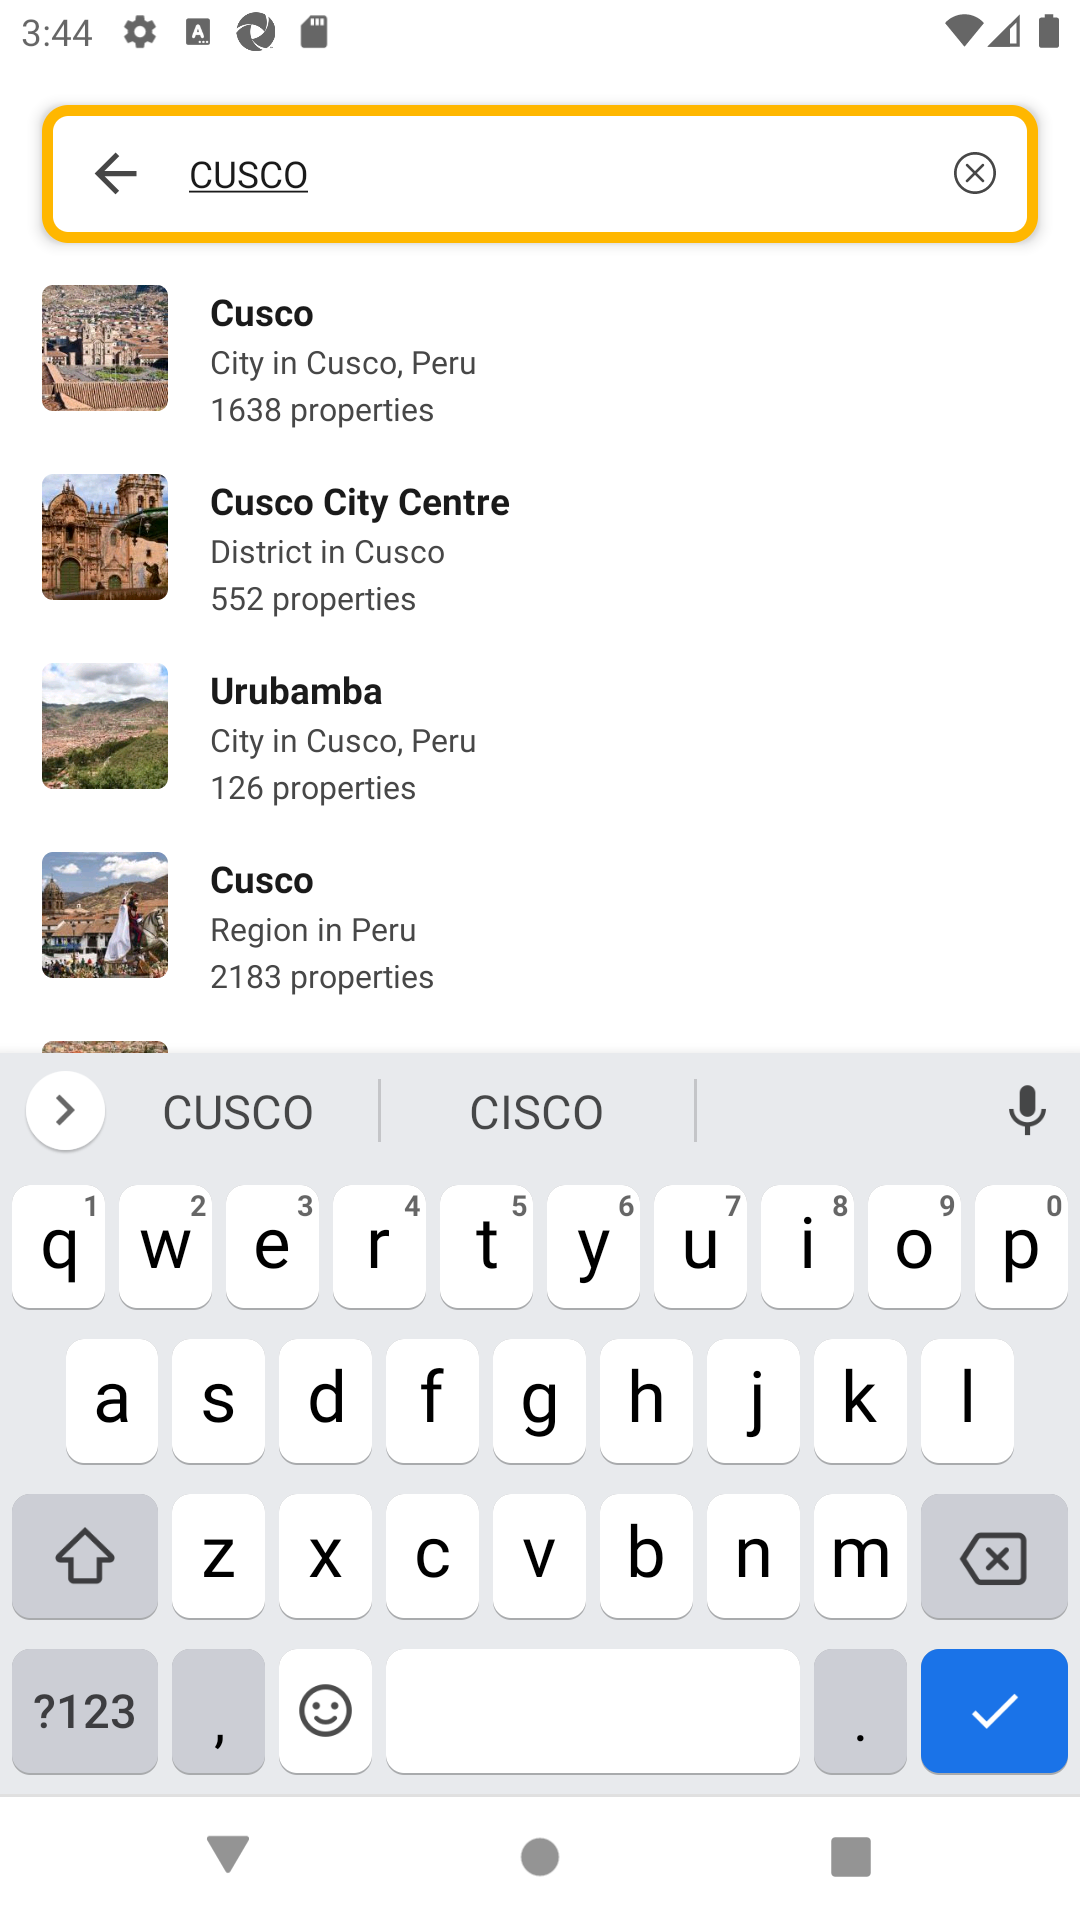 3:44
CUSCO
Cusco
City in Cusco, Peru
1638 properties
Cusco City Centre
District in Cusco
552 properties
Urubamba
City in Cusco, Peru
126 properties
Cusco
Region in Peru
2183 properties
CUSCO CISCO
1 2 3 4 5 6 7 8 9 0
q w e r t y u i o p
a s d f g h j k l
z x c v b n m
?123 , .